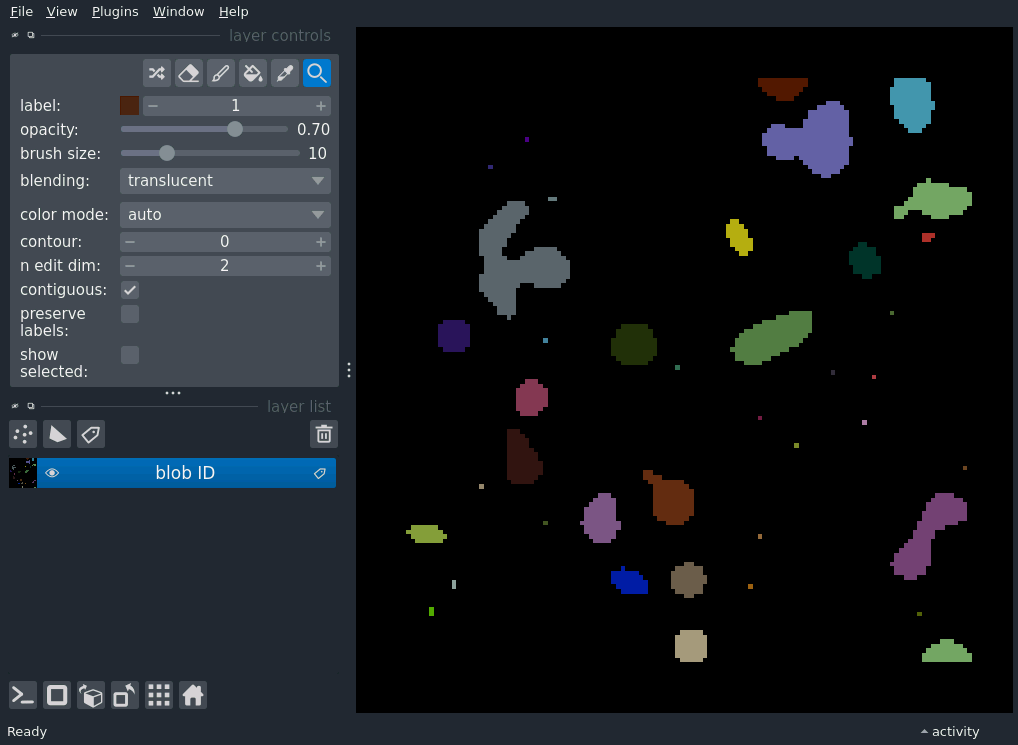 File View Plugins Window Help
layer controls
label: 1
opacity: 0.70
brush size: 10
blending: translucent
color mode: auto
contour: 0
n edit dim: 2
contiguous:
preserve
labels:
show
selected:
layer list
blob ID
Ready
activity